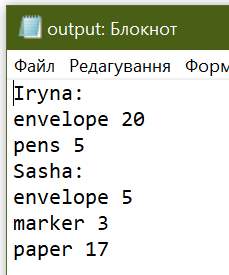 output: Блокнот
Файл Редагування Форм
Iryna:
envelope 20
pens 5
Sasha:
envelope 5
marker 3
paper 17